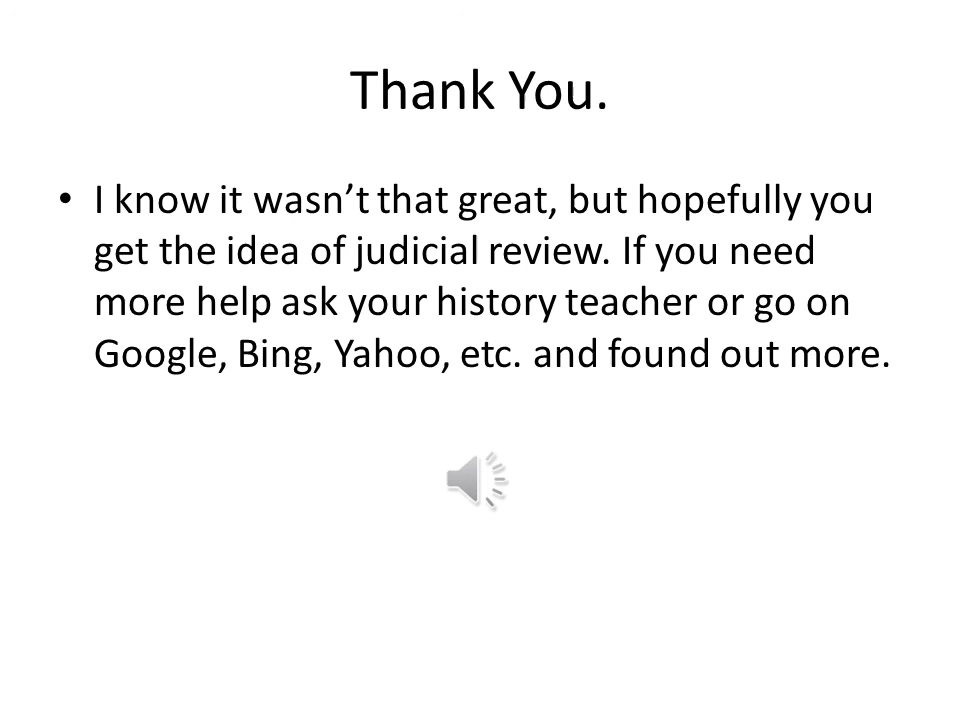 Thank You.
• I know it wasn’t that great, but hopefully you
get the idea of judicial review. If you need
more help ask your history teacher or go on
Google, Bing, Yahoo, etc. and found out more.